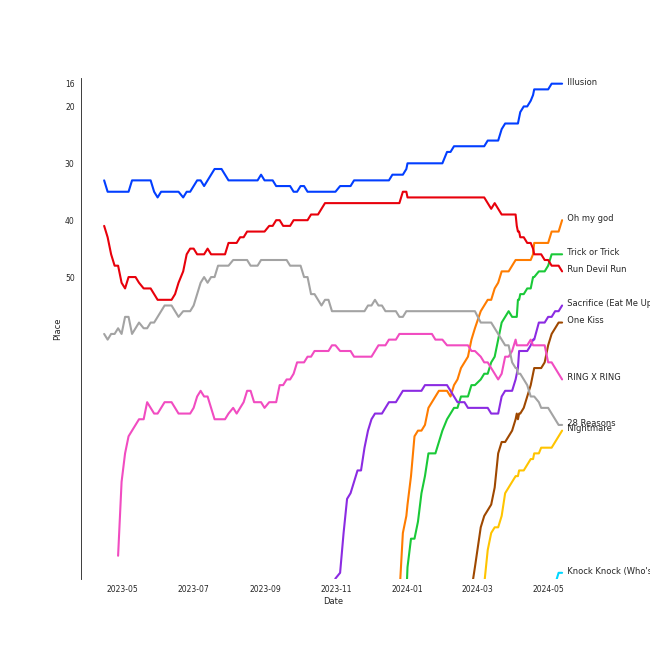 16
20
30
40
50
Place
Illusion
Oh my god
Trick or Trick
Run Devil Run
Sacrifice (Eat Me Up
One Kiss
RING X RING
28 Reasons
Nightmare
Knock Knock (Who's
2023-05
2023-07
2023-09
2023-11
2024-01
2024-03
2024-05
Date